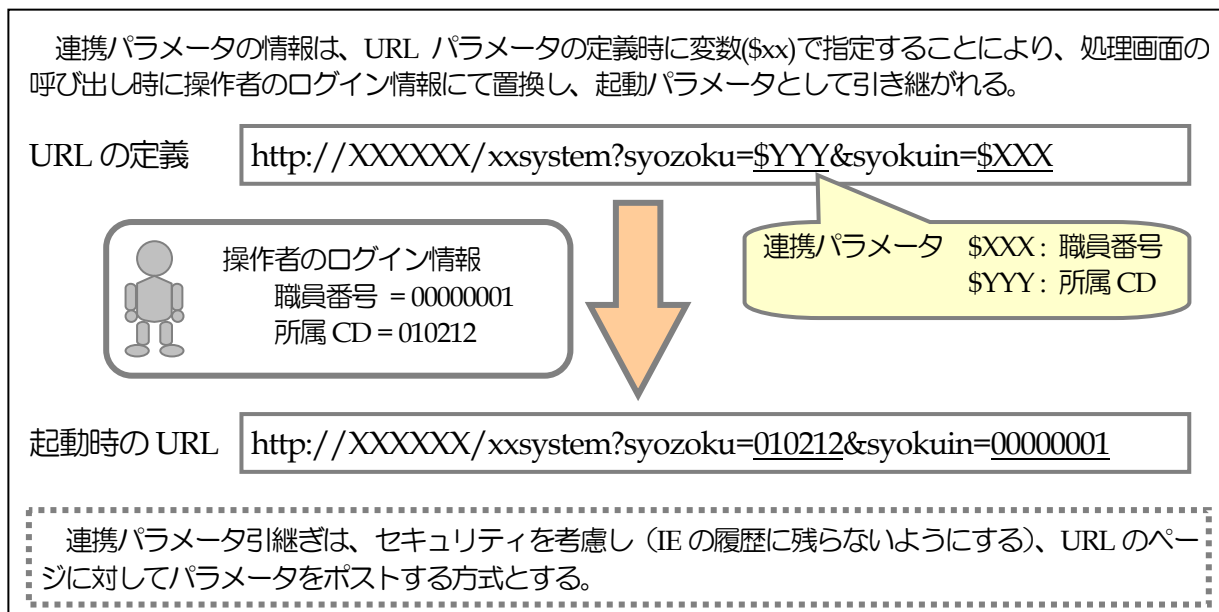 連携パラメータの情報は、URL パラメータの定義時に変数($xx)で指定することにより、処理画面の
呼び出し時に操作者のログイン情報にて置換し、起動パラメータとして引き継がれる。
URL の定義
http://XXXXXX/xxsystem?syozoku=$YYY&syokuin=$XXX
操作者のログイン情報
職員番号 = 00000001
所属 CD = 010212
連携パラメータ $XXX : 職員番号
$YYY : 所属 CD
起動時の URL
http://XXXXXX/xxsystem?syozoku=010212&syokuin=00000001
連携パラメータ引継ぎは、セキュリティを考慮し（IE の履歴に残らないようにする）、URL のペー
ジに対してパラメータをポストする方式とする。